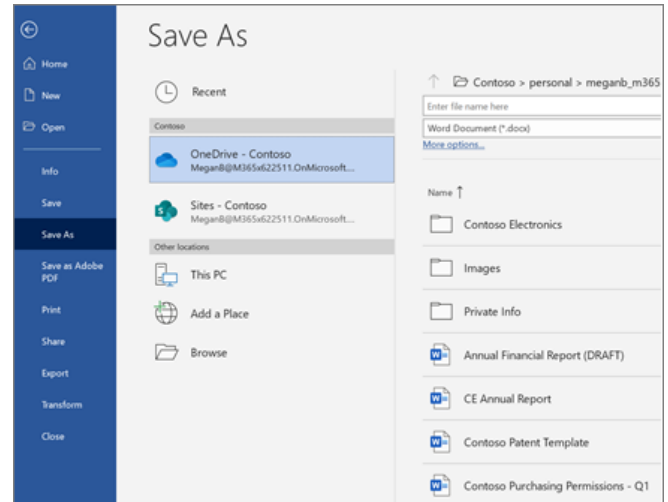 Save As
Home
New
Open
Info
Save
Save As
Save as Adobe
PDF
Print
Share
Export
Transform
Close
Recent
Contoso
OneDrive - Contoso
MeganB@M365x622511.OnMicrosoft...
Sites - Contoso
MeganB@M365x622511.OnMicrosoft...
Other locations
This PC
Add a Place
Browse
Contoso > personal > meganb_m365
Enter file name here
Word Document (*.docx)
More options...
Name ↑
Contoso Electronics
Images
Private Info
Annual Financial Report (DRAFT)
CE Annual Report
Contoso Patent Template
Contoso Purchasing Permissions - Q1